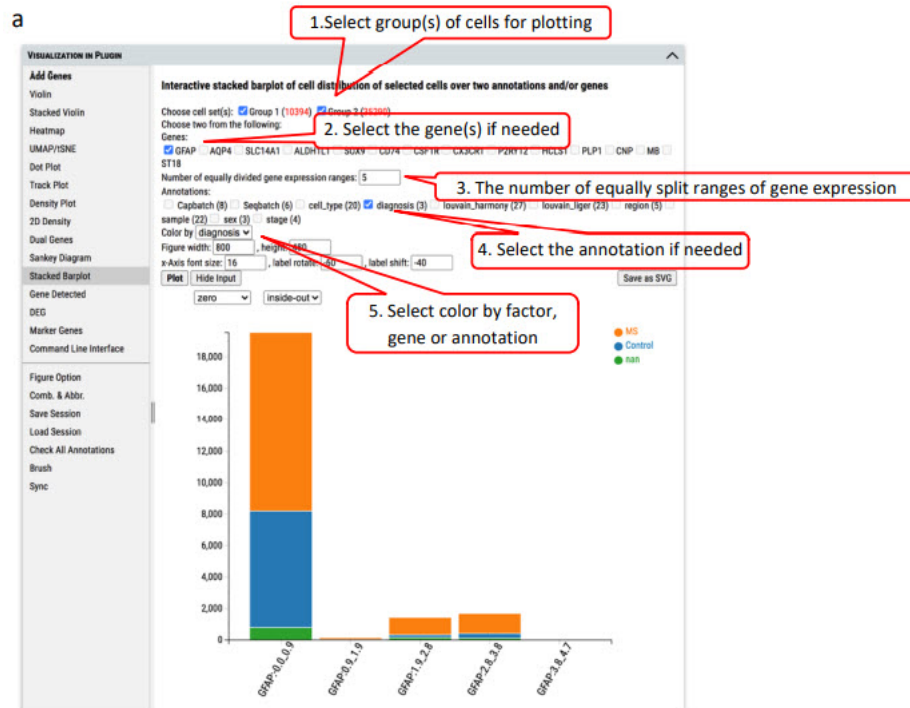 a
1.Select group(s) of cells for plotting
VISUALIZATION IN PLUGIN
Add Genes
Violin
Stacked Violin
Heatmap
UMAP/tSNE
Dot Plot
Track Plot
Density Plot
2D Density
Dual Genes
Sankey Diagram
Stacked Barplot
Gene Detected
DEG
Marker Genes
Command Line Interface
Figure Option
Comb. & Abbr.
Save Session
Load Session
Check All Annotations
Brush
Sync
Interactive stacked barplot of cell distribution of selected cells over two annotations and/or genes
Choose cell set(s): Group 1 (10394) Group 2
Choose two from the following:
2. Select the gene(s) if needed
Genes:
GFAP AQP4 SLC14A1 ALDH1L1 SOX9 CD74 CSF1R CX3CR1 P2RY12 HCLS1 PLP1 CNP MB
ST18
Number of equally divided gene expression ranges: 5
3. The number of equally split ranges of gene expression
Annotations:
Capbatch (8) Seqbatch (6) cell_type (20) diagnosis (3) louvain_harmony (27) louvain_liger (23) region (5)
sample (22) sex (3) stage (4)
4. Select the annotation if needed
Color by diagnosis
Figure width: 800 , height:
x-Axis font size: 16 , label rotate: -60 , label shift: -40
Plot Hide Input Save as SVG
zero inside-out
5. Select color by factor,
gene or annotation
MS
Control
nan
18,000
16,000
14,000
12,000
10,000
8,000
6,000
4,000
2,000
0
GFAP:-0.0_0.9
GFAP:0.9_1.9
GFAP:1.9_2.8
GFAP:2.8_3.8
GFAP:3.8_4.7